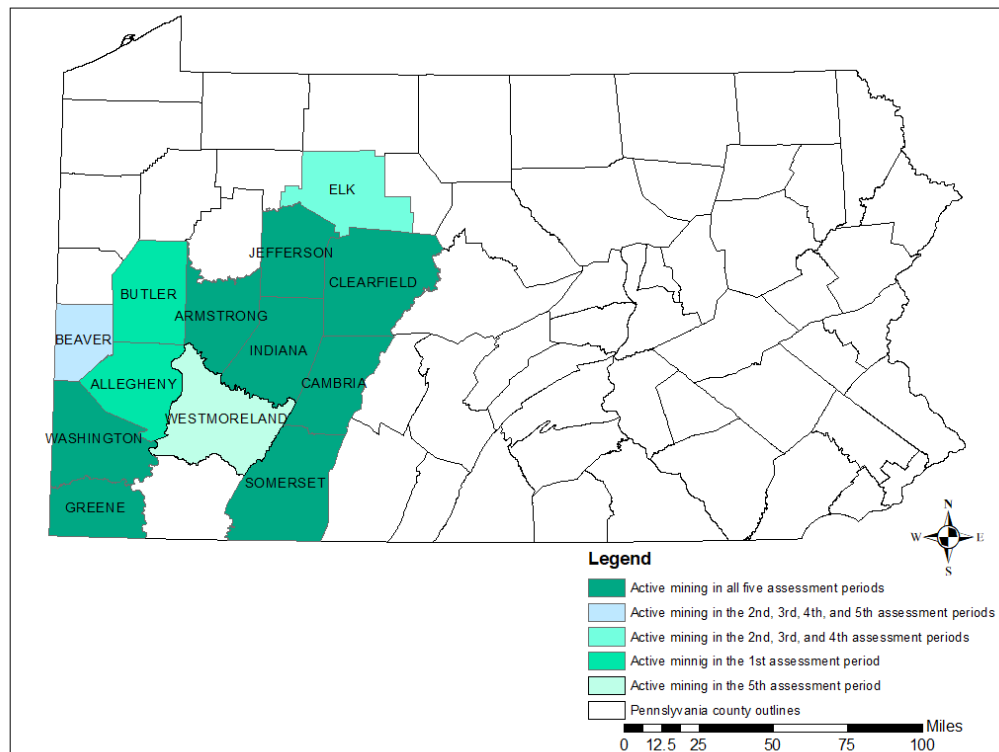 ELK
JEFFERSON
CLEARFIELD
BUTLER
ARMSTRONG
BEAVER
INDIANA
ALLEGHENY
CAMBRIA
WESTMORELAND
WASHINGTON
SOMERSET
GREENE
N
W E
S
Legend
Active mining in all five assessment periods
Active mining in the 2nd, 3rd, 4th, and 5th assessment periods
Active mining in the 2nd, 3rd, and 4th assessment periods
Active minnig in the 1st assessment period
Active mining in the 5th assessment period
Pennslyvania county outlines
Miles
0 12.5 25 50 75 100